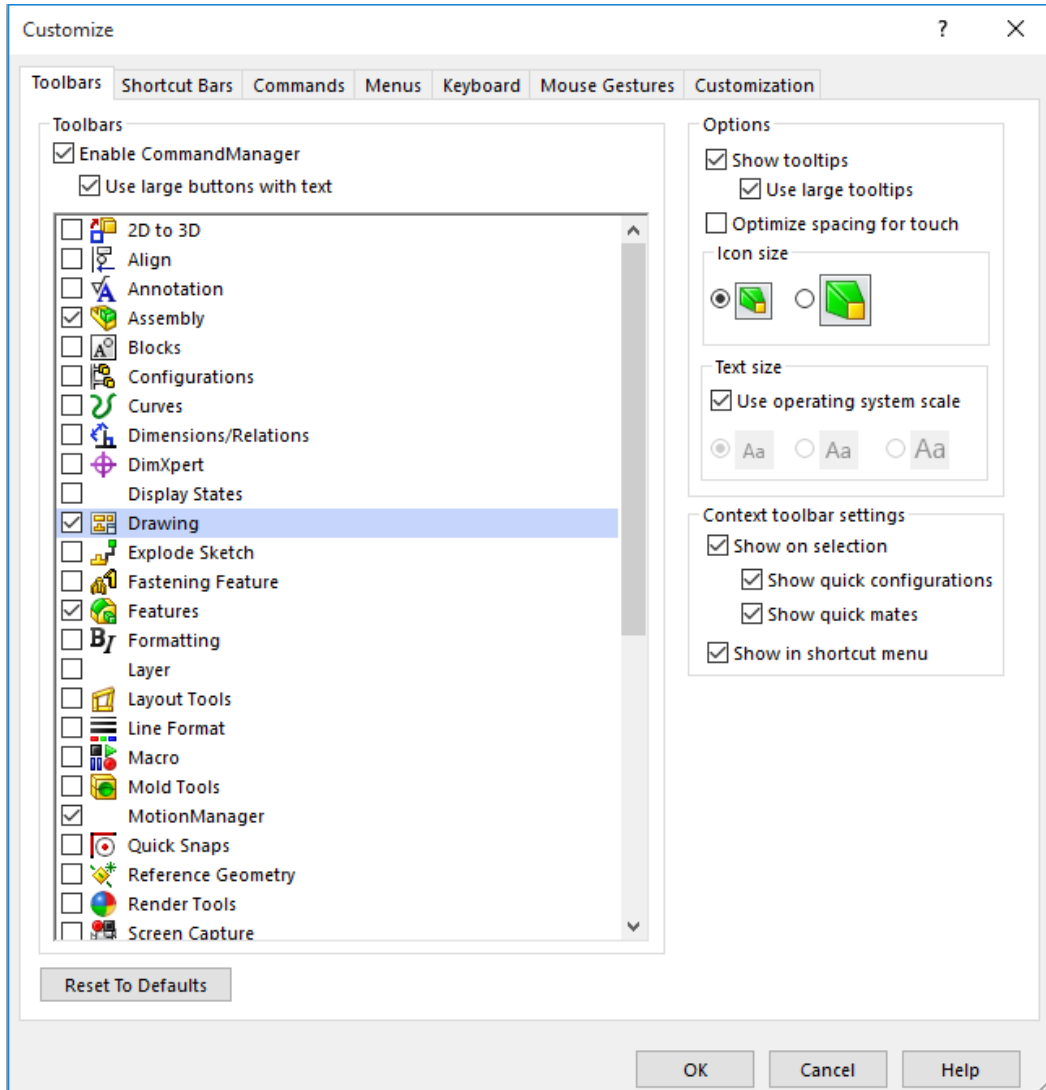 Customize
?
Toolbars Shortcut Bars Commands Menus Keyboard Mouse Gestures Customization
Toolbars
Enable CommandManager
Use large buttons with text
2D to 3D
Align
Annotation
Assembly
Blocks
Configurations
Curves
Dimensions/Relations
DimXpert
Display States
Drawing
Explode Sketch
Fastening Feature
Features
Formatting
Layer
Layout Tools
Line Format
Macro
Mold Tools
MotionManager
Quick Snaps
Reference Geometry
Render Tools
Screen Capture
Reset To Defaults
Options
Show tooltips
Use large tooltips
Optimize spacing for touch
Icon size
Text size
Use operating system scale
Aa Aa Aa
Context toolbar settings
Show on selection
Show quick configurations
Show quick mates
Show in shortcut menu
OK Cancel Help